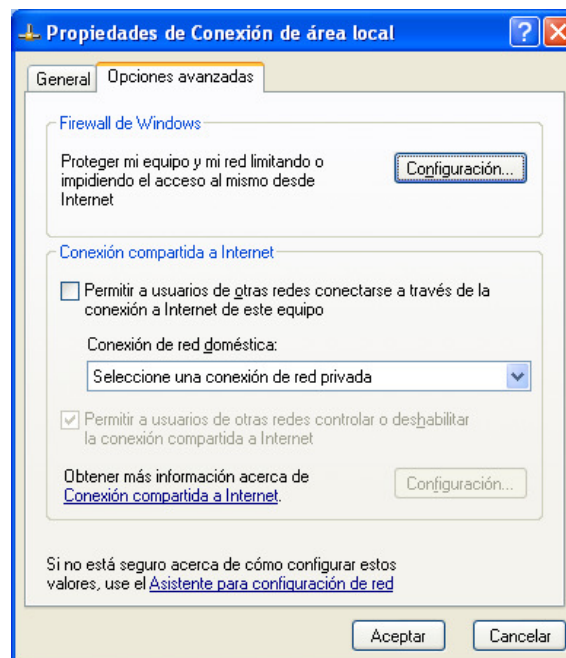 Propiedades de Conexión de área local
General
Opciones avanzadas
Firewall de Windows
Proteger mi equipo y mi red limitando o
impidiendo el acceso al mismo desde
Internet
Configuración...
Conexión compartida a Internet
Permitir a usuarios de otras redes conectarse a través de la
conexión a Internet de este equipo
Conexión de red doméstica:
Seleccione una conexión de red privada
Permitir a usuarios de otras redes controlar o deshabilitar
la conexión compartida a Internet
Obtener más información acerca de
Conexión compartida a Internet.
Configuración...
Si no está seguro acerca de cómo configurar estos
valores, use el Asistente para configuración de red
Aceptar
Cancelar